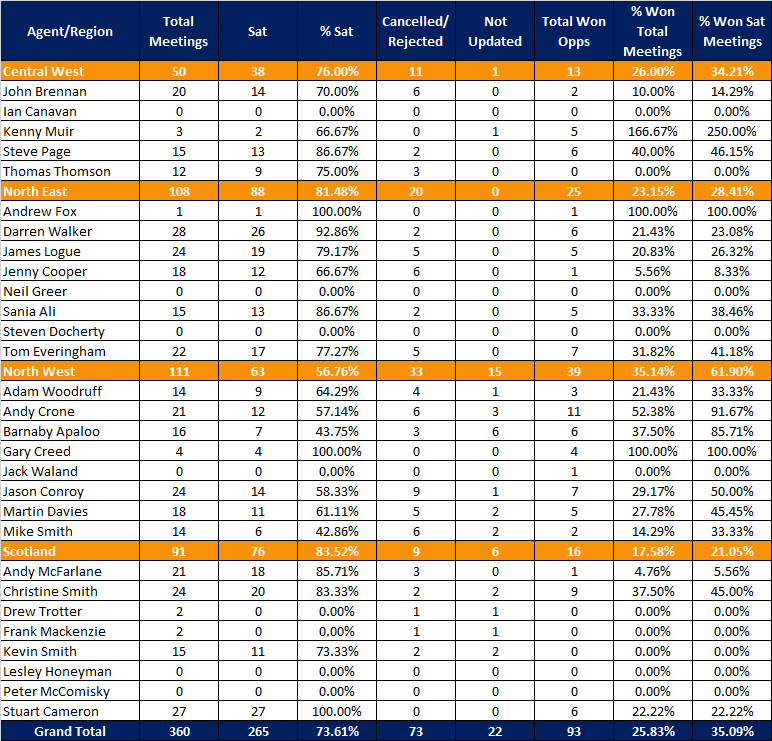 Agent/Region Total Meetings Sat % Sat Cancelled/ Rejected Not Updated Total Won Opps % Won Total Meetings % Won Sat Meetings
Central West 50 38 76.00% 11 1 13 26.00% 34.21%
John Brennan 20 14 70.00% 6 0 2 10.00% 14.29%
Ian Canavan 0 0 0.00% 0 0 0 0.00% 0.00%
Kenny Muir 3 2 66.67% 0 1 5 166.67% 250.00%
Steve Page 15 13 86.67% 2 0 6 40.00% 46.15%
Thomas Thomson 12 9 75.00% 3 0 0 0.00% 0.00%
North East 108 88 81.48% 20 0 25 23.15% 28.41%
Andrew Fox 1 1 100.00% 0 0 1 100.00% 100.00%
Darren Walker 28 26 92.86% 2 0 6 21.43% 23.08%
James Logue 24 19 79.17% 5 0 5 20.83% 26.32%
Jenny Cooper 18 12 66.67% 6 0 1 5.56% 8.33%
Neil Greer 0 0 0.00% 0 0 0 0.00% 0.00%
Sania Ali 15 13 86.67% 2 0 5 33.33% 38.46%
Steven Docherty 0 0 0.00% 0 0 0 0.00% 0.00%
Tom Everingham 22 17 77.27% 5 0 7 31.82% 41.18%
North West 111 63 56.76% 33 15 39 35.14% 61.90%
Adam Woodruff 14 9 64.29% 4 1 3 21.43% 33.33%
Andy Crone 21 12 57.14% 6 3 11 52.38% 91.67%
Barnaby Apaloo 16 7 43.75% 3 6 6 37.50% 85.71%
Gary Creed 4 4 100.00% 0 0 4 100.00% 100.00%
Jack Waland 0 0 0.00% 0 0 1 0.00% 0.00%
Jason Conroy 24 14 58.33% 9 1 7 29.17% 50.00%
Martin Davies 18 11 61.11% 5 2 5 27.78% 45.45%
Mike Smith 14 6 42.86% 6 2 2 14.29% 33.33%
Scotland 91 76 83.52% 9 6 16 17.58% 21.05%
Andy McFarlane 21 18 85.71% 3 0 1 4.76% 5.56%
Christine Smith 24 20 83.33% 2 2 9 37.50% 45.00%
Drew Trotter 2 0 0.00% 1 1 0 0.00% 0.00%
Frank Mackenzie 2 0 0.00% 1 1 0 0.00% 0.00%
Kevin Smith 15 11 73.33% 2 2 0 0.00% 0.00%
Lesley Honeyman 0 0 0.00% 0 0 0 0.00% 0.00%
Peter McComisky 0 0 0.00% 0 0 0 0.00% 0.00%
Stuart Cameron 27 27 100.00% 0 0 6 22.22% 22.22%
Grand Total 360 265 73.61% 73 22 93 25.83% 35.09%